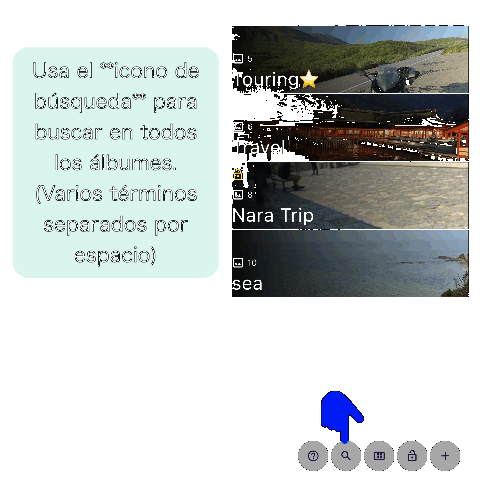 Usa el **icono de
búsqueda** para
buscar en todos
los álbumes.
(Varios términos
separados por
espacio)
5
Touring⭐
6
Travel
8
Nara Trip
10
sea